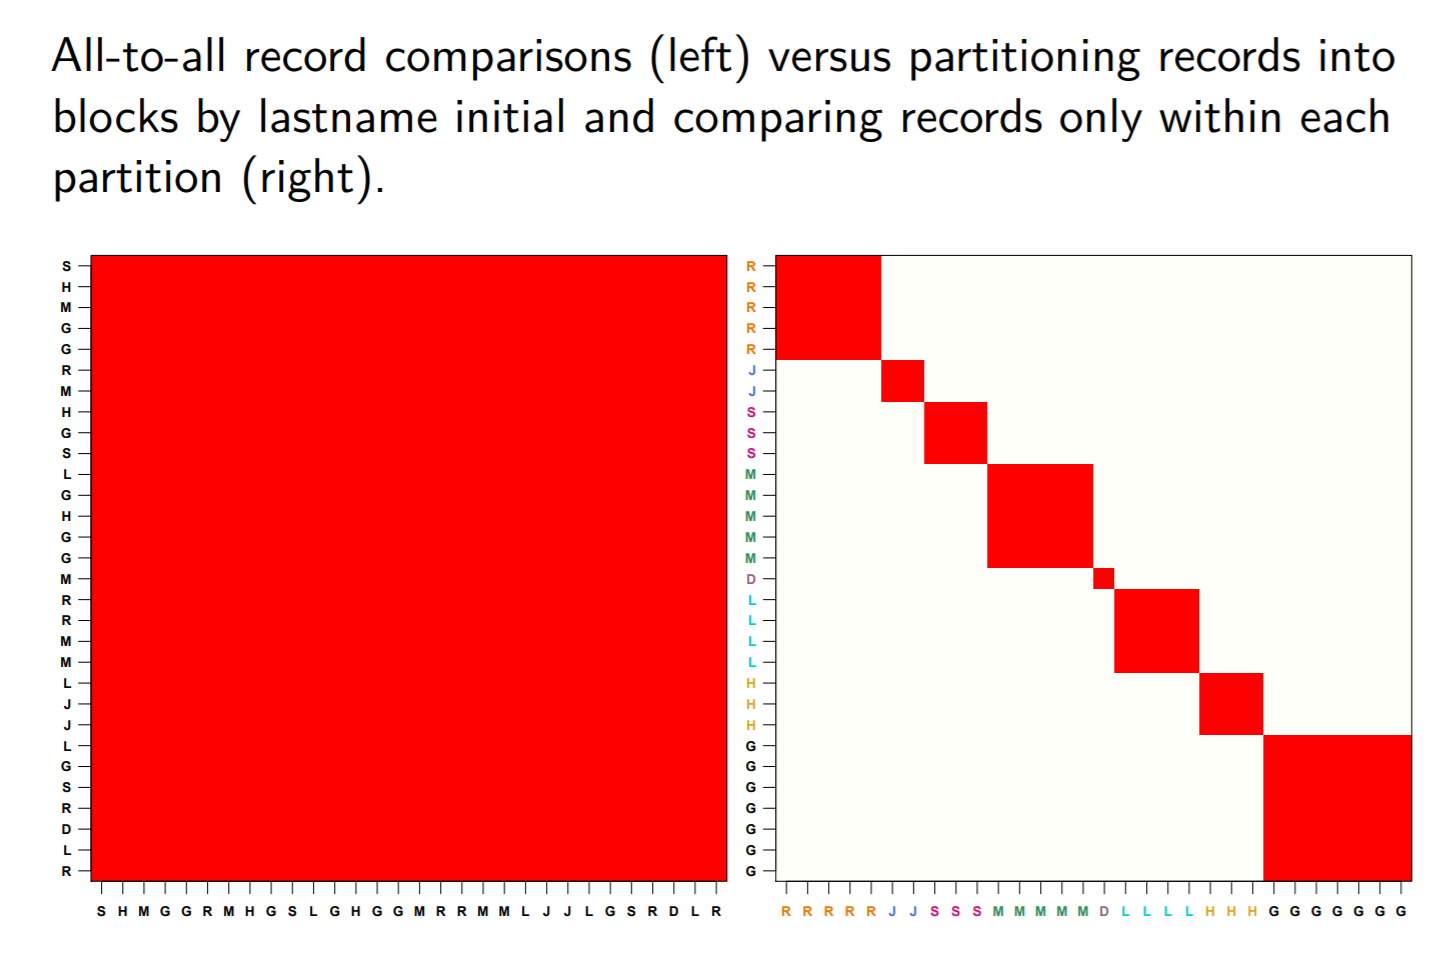 All-to-all record comparisons (left) versus partitioning records into
blocks by lastname initial and comparing records only within each
partition (right).
S
H
M
G
G
R
M
H
G
S
L
G
H
G
G
M
R
R
M
M
L
J
J
L
G
S
R
D
L
R
S H M G G R M H G S L G H G G M R R M M L J J L G S R D L R
R
R
R
R
R
J
J
S
S
S
M
M
M
M
M
D
L
L
L
L
H
H
H
G
G
G
G
G
G
G
R R R R R J J S S S M M M M M D L L L L H H H G G G G G G G